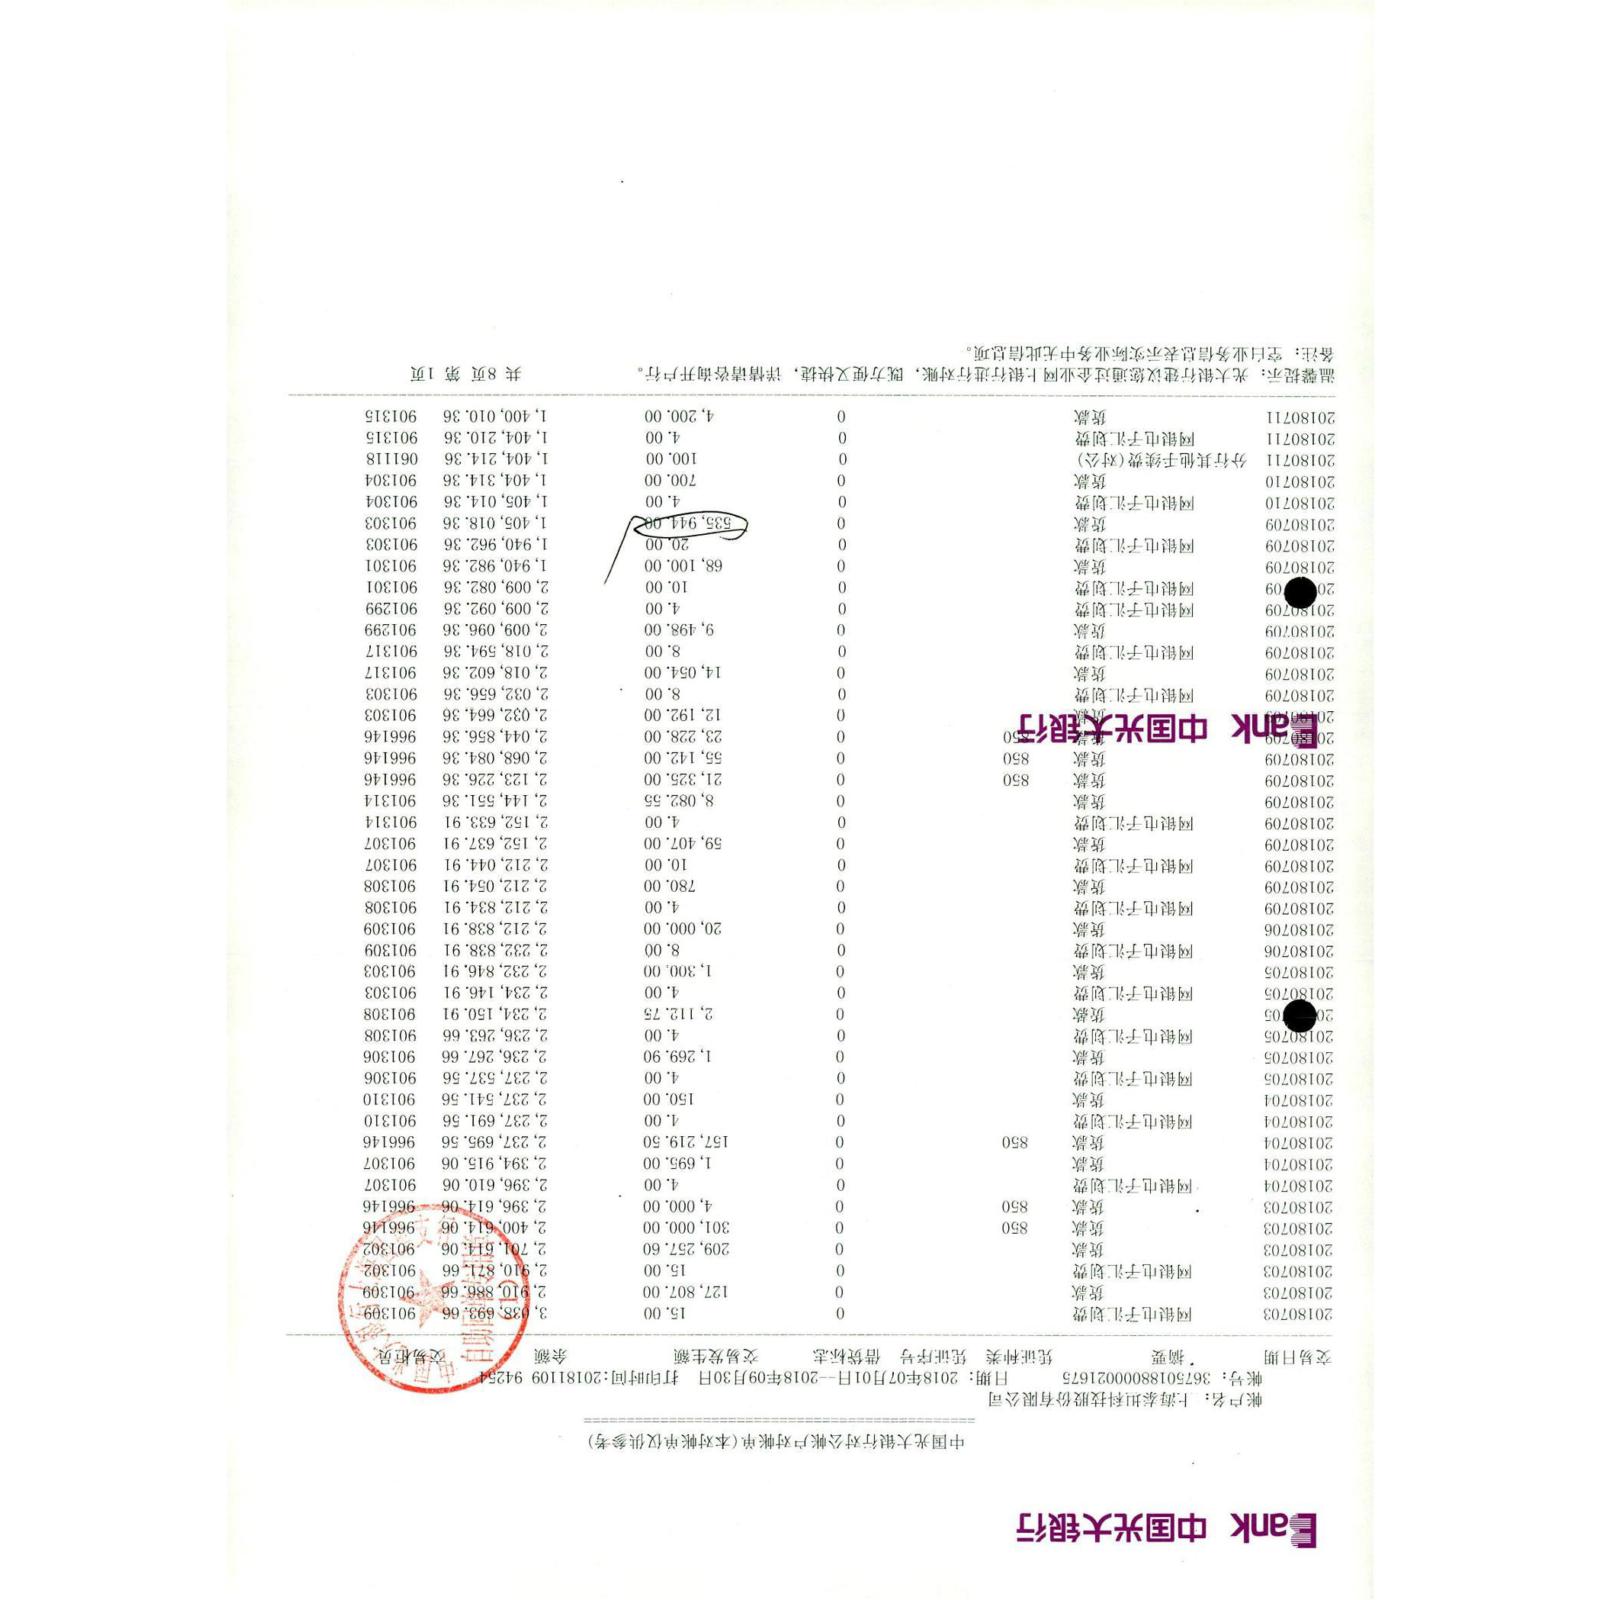 Bank 中国光大银行
中国光大银行对公帐户对帐单(本对帐单仅供参考)
帐户名: 上海泰坦科技股份有限公司
帐号: 36750188000021675 日期: 2018年07月01日--2018年09月30日 打印时间:20181109 94254
交易日期 摘要 凭证种类 凭证序号 借贷标志 交易发生额 余额 交易柜员
20180703 网银电子汇划费 0 15.00 3,038,693.66 901309
20180703 货款 0 127,807.00 2,910,886.66 901309
20180703 网银电子汇划费 0 15.00 2,910,871.66 901302
20180703 货款 0 209,257.60 2,701,614.06 901302
20180703 货款 850 0 301,000.00 2,400,614.06 966146
20180703 货款 850 0 4,000.00 2,396,614.06 966146
20180704 网银电子汇划费 0 4.00 2,396,610.06 901307
20180704 货款 0 1,695.00 2,394,915.06 901307
20180704 货款 850 0 157,219.50 2,237,695.56 966146
20180704 网银电子汇划费 0 4.00 2,237,691.56 901310
20180704 货款 0 150.00 2,237,541.56 901310
20180705 网银电子汇划费 0 4.00 2,237,537.56 901306
20180705 货款 0 1,269.90 2,236,267.66 901306
20180705 网银电子汇划费 0 4.00 2,236,263.66 901308
20 05 货款 0 2,112.75 2,234,150.91 901308
20180705 网银电子汇划费 0 4.00 2,234,146.91 901303
20180705 货款 0 1,300.00 2,232,846.91 901303
20180706 网银电子汇划费 0 8.00 2,232,838.91 901309
20180706 货款 0 20,000.00 2,212,838.91 901309
20180709 网银电子汇划费 0 4.00 2,212,834.91 901308
20180709 货款 0 780.00 2,212,054.91 901308
20180709 网银电子汇划费 0 10.00 2,212,044.91 901307
20180709 货款 0 59,407.00 2,152,637.91 901307
20180709 网银电子汇划费 0 4.00 2,152,633.91 901314
20180709 货款 0 8,082.55 2,144,551.36 901314
20180709 货款 850 0 21,325.00 2,123,226.36 966146
20180709 货款 850 0 55,142.00 2,068,084.36 966146
20180709 货款 850 0 23,228.00 2,044,856.36 966146
Bank 中国光大银行
20180709 货款 0 12,192.00 2,032,664.36 901303
20180709 网银电子汇划费 0 8.00 2,032,656.36 901303
20180709 货款 0 14,054.00 2,018,602.36 901317
20180709 网银电子汇划费 0 8.00 2,018,594.36 901317
20180709 货款 0 9,498.00 2,009,096.36 901299
20180709 网银电子汇划费 0 4.00 2,009,092.36 901299
20 09 网银电子汇划费 0 10.00 2,009,082.36 901301
20180709 货款 0 68,100.00 1,940,982.36 901301
20180709 网银电子汇划费 0 20.00 1,940,962.36 901303
20180709 货款 0 535,944.00 1,405,018.36 901303
20180710 网银电子汇划费 0 4.00 1,405,014.36 901304
20180710 货款 0 700.00 1,404,314.36 901304
20180711 分行其他手续费(对公) 0 100.00 1,404,214.36 061118
20180711 网银电子汇划费 0 4.00 1,404,210.36 901315
20180711 货款 0 4,200.00 1,400,010.36 901315
温馨提示: 光大银行建议您通过企业网上银行进行对账, 既方便又快捷, 详情请咨询开户行。 共 8页 第 1页
备注: 空白业务信息表示实际业务中无此信息项。